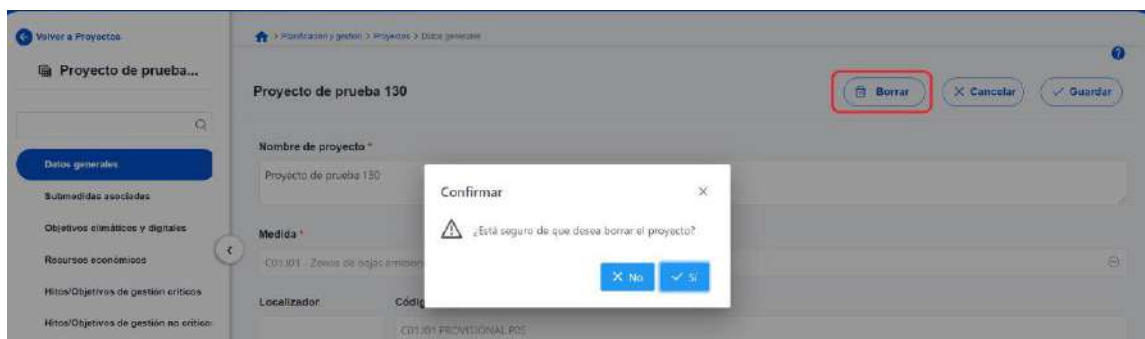 Volver a Proyectos
> Planificación y gestión > Proyectos > Datos generales
Proyecto de prueba...
Proyecto de prueba 130
Borrar
Cancelar
Guardar
Nombre de proyecto *
Datos generales
Proyecto de prueba 130
Confirmar
Submedidas asociadas
¿Está seguro de que desea borrar el proyecto?
Objetivos climáticos y digitales
Medida *
Recursos económicos
C01.I01 - Zonas de bajas emision
No
Sí
Hitos/Objetivos de gestión críticos
Localizador
Códig
Hitos/Objetivos de gestión no crítico
C01.I01 PROVISIONAL P05